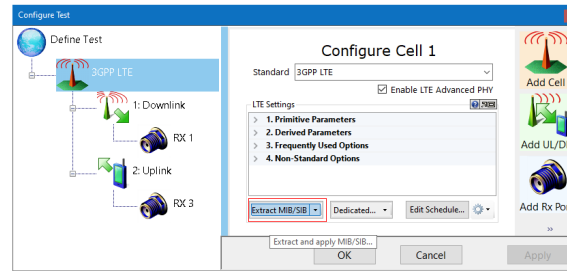 Configure Test
Define Test
3GPP LTE
1: Downlink
RX 1
2: Uplink
RX 3
Configure Cell 1
Standard 3GPP LTE
Enable LTE Advanced PHY
LTE Settings
1. Primitive Parameters
2. Derived Parameters
3. Frequently Used Options
4. Non-Standard Options
Extract MIB/SIB Dedicated... Edit Schedule...
Extract and apply MIB/SIB...
OK Cancel Apply
Add Cell
Add UL/D
Add Rx Po
»